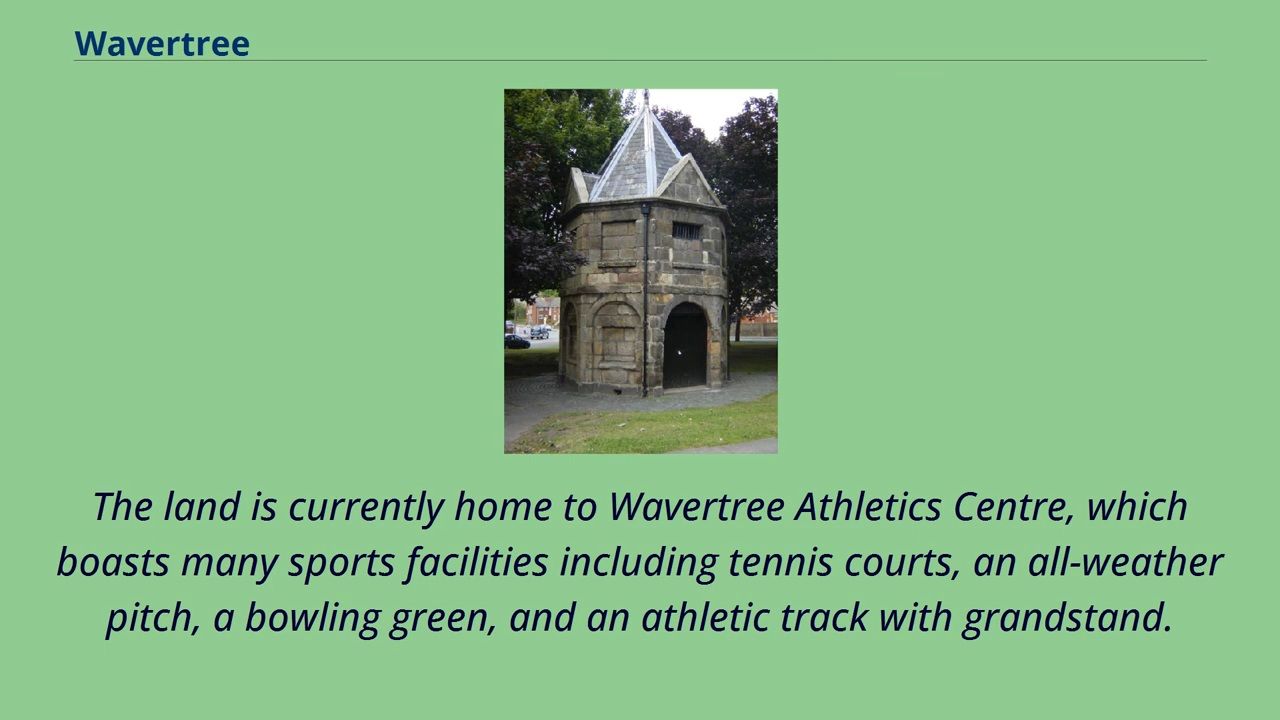 Wavertree
The land is currently home to Wavertree Athletics Centre, which
boasts many sports facilities including tennis courts, an all-weather
pitch, a bowling green, and an athletic track with grandstand.